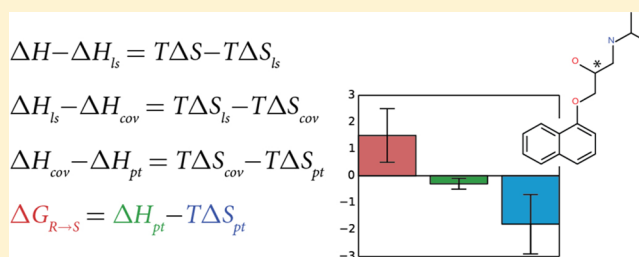 ΔH−ΔH_ls = TΔS−TΔS_ls
ΔH_ls−ΔH_cov = TΔS_ls−TΔS_cov
ΔH_cov−ΔH_pt = TΔS_cov−TΔS_pt
ΔG_R→S = ΔH_pt−TΔS_pt
3
2
1
0
−1
−2
−3
N
O
*
O